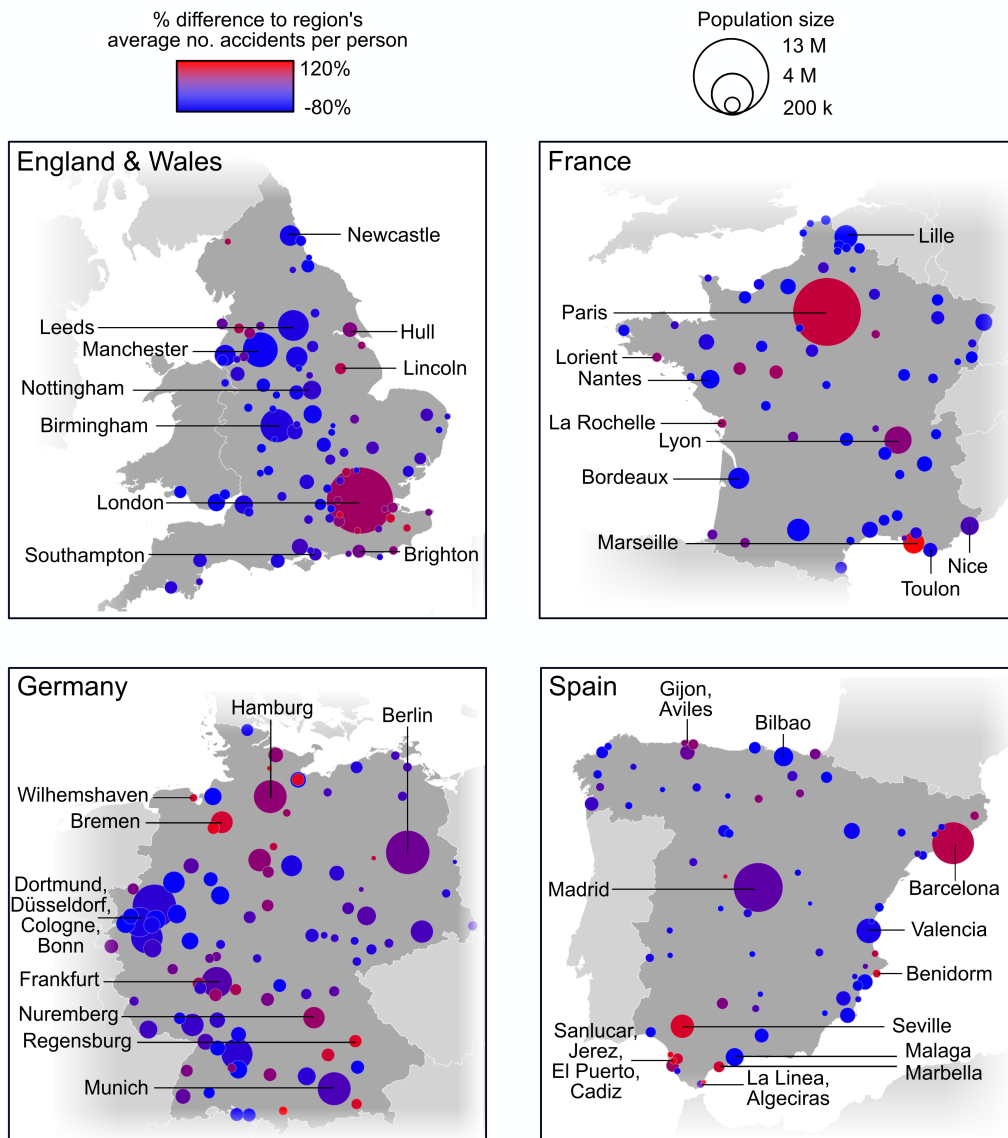 % difference to region's
average no. accidents per person
120%
-80%
Population size
13 M
4 M
200 k
England & Wales
Newcastle
Leeds
Hull
Manchester
Lincoln
Nottingham
Birmingham
London
Southampton
Brighton
France
Lille
Paris
Lorient
Nantes
La Rochelle
Lyon
Bordeaux
Marseille
Nice
Toulon
Germany
Hamburg
Berlin
Wilhemshaven
Bremen
Dortmund,
Düsseldorf,
Cologne,
Bonn
Frankfurt
Nuremberg
Regensburg
Munich
Spain
Gijon,
Aviles
Bilbao
Madrid
Barcelona
Valencia
Benidorm
Sanlucar,
Jerez,
El Puerto,
Cadiz
Seville
Malaga
Marbella
La Linea,
Algeciras